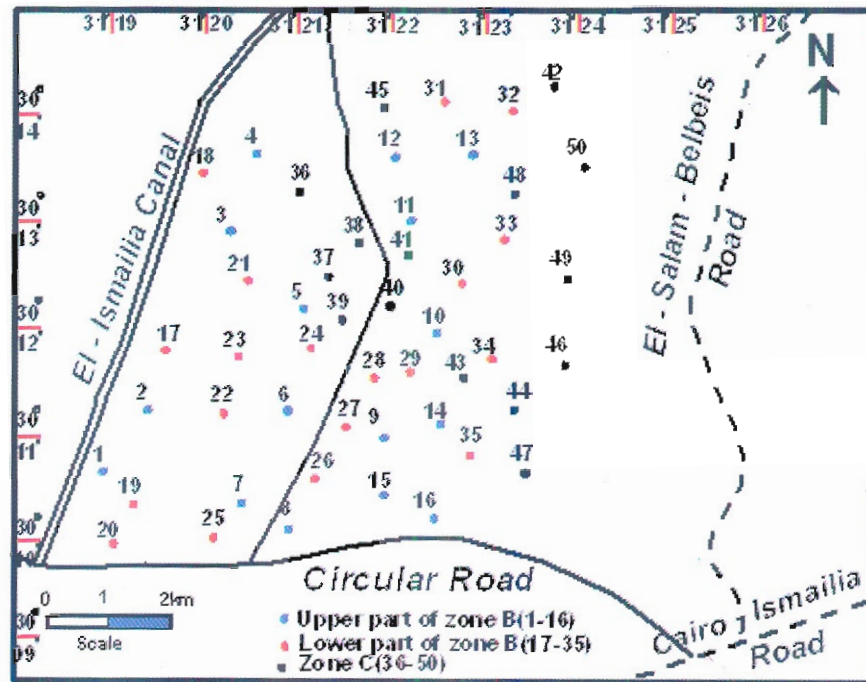 31 19 31 20 31 21 31 22 31 23 31 24 31 25 31 26
N
30° 14'
30° 13'
30° 12'
30° 11'
30°
30
09'
El - Ismailia Canal
El - Salam - Belbeis
Road
42
45 31 32
4 12 13 50
18 36 48
3 11 33
38 41
21 37 30 49
5 39 40
24 10
17 23 34 46
28 29 43
2 22 6 44
27 9 14
1 26 35 47
19 7 15
20 25 8 16
Circular Road
Cairo - Ismailia
Road
0 1 2km
Scale
Upper part of zone B(1-16)
Lower part of zone B(17-35)
Zone C(36-50)